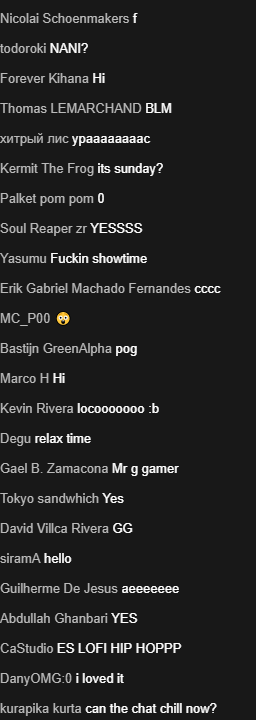 Nicolai Schoenmakers f
todoroki NANI?
Forever Kihana Hi
Thomas LEMARCHAND BLM
хитрый лис урааааааас
Kermit The Frog its sunday?
Palket pom pom 0
Soul Reaper zr YESSSS
Yasumu Fuckin showtime
Erik Gabriel Machado Fernandes cccc
MC_P00 😲
Bastijn GreenAlpha pog
Marco H Hi
Kevin Rivera locooooooo :b
Degu relax time
Gael B. Zamacona Mr g gamer
Tokyo sandwhich Yes
David Villca Rivera GG
siramA hello
Guilherme De Jesus aeeeeeee
Abdullah Ghanbari YES
CaStudio ES LOFI HIP HOPPP
DanyOMG:0 i loved it
kurapika kurta can the chat chill now?